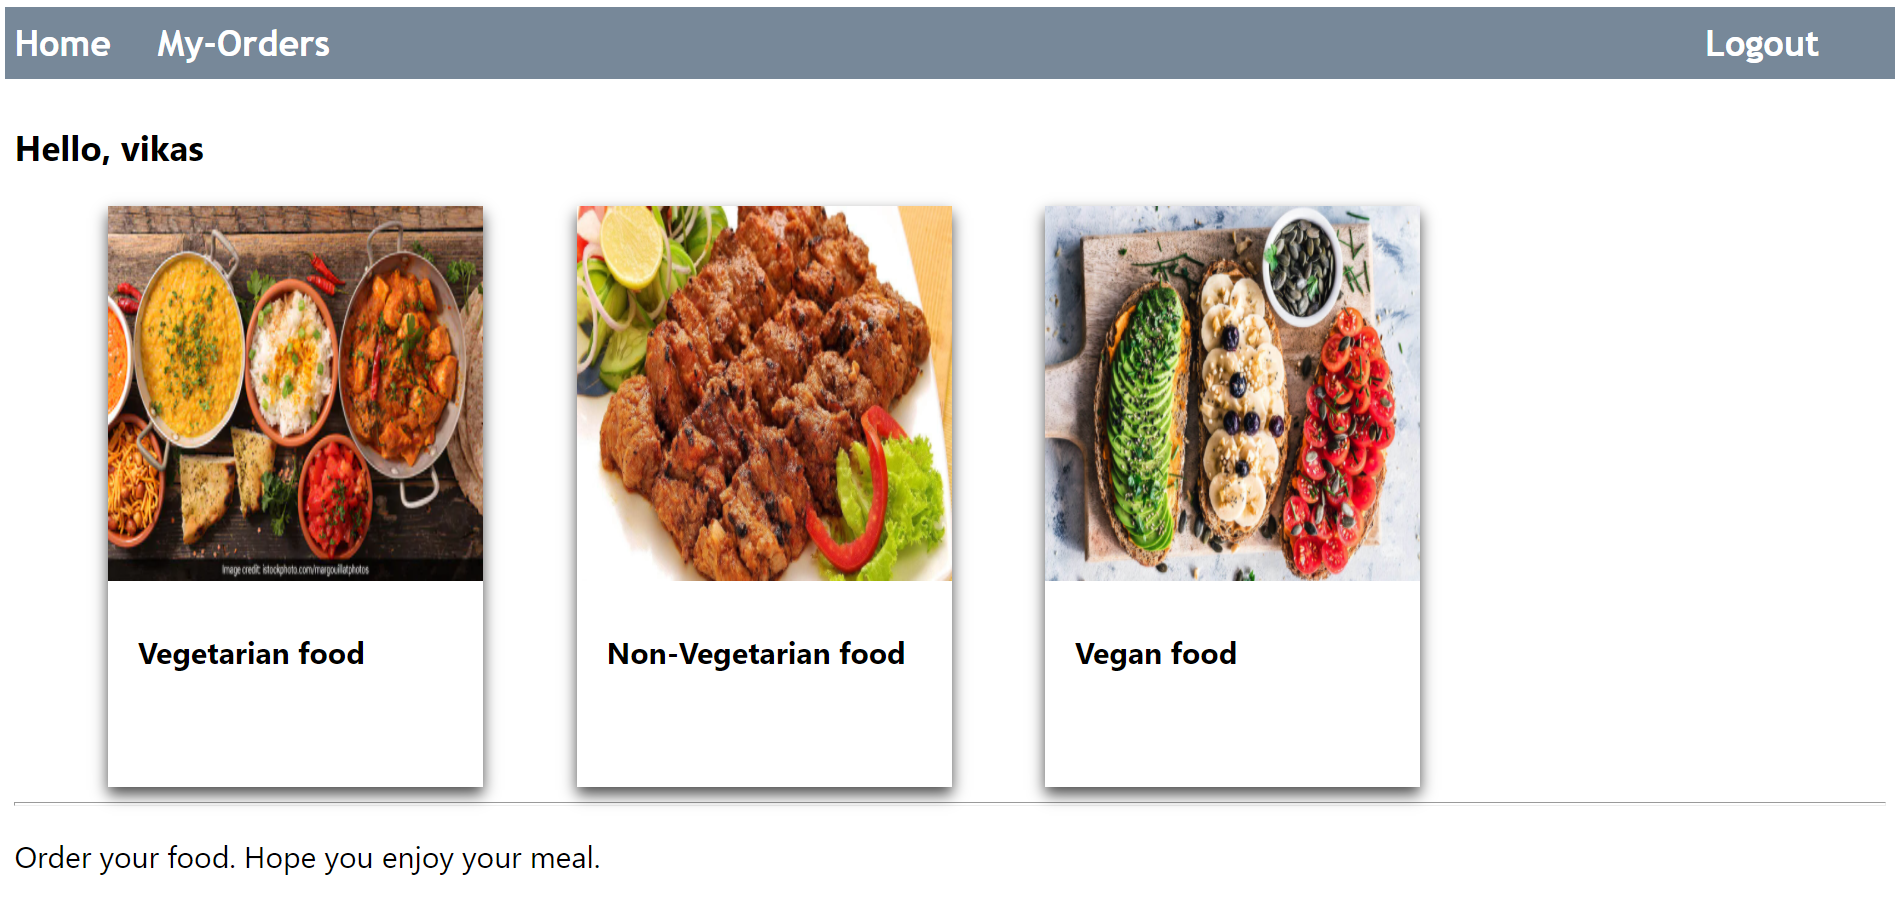 Home My-Orders Logout
Hello, vikas
Image credit: istockphoto.com/margouillatphotos
Vegetarian food
Non-Vegetarian food
Vegan food
Order your food. Hope you enjoy your meal.